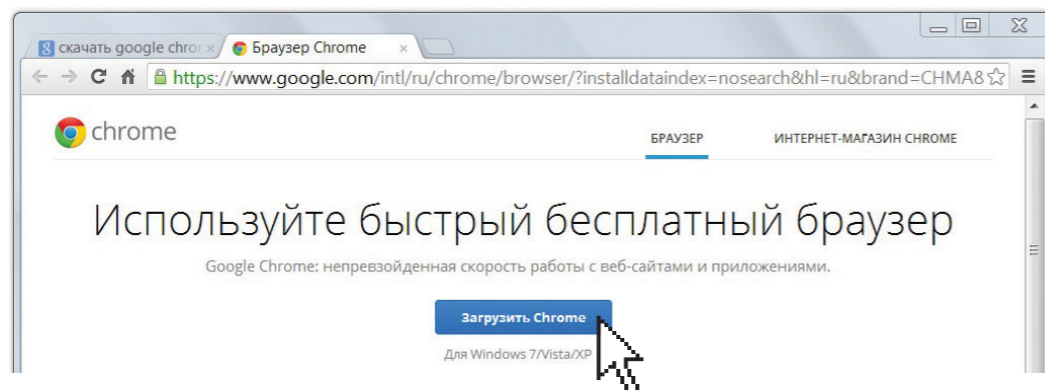 скачать google chro
Браузер Chrome
https://www.google.com/intl/ru/chrome/browser/?installdataindex=nosearch&hl=ru&brand=CHMA8
chrome
БРАУЗЕР
ИНТЕРНЕТ-МАГАЗИН CHROME
Используйте быстрый бесплатный браузер
Google Chrome: непревзойденная скорость работы с веб-сайтами и приложениями.
Загрузить Chrome
Для Windows 7/Vista/XP